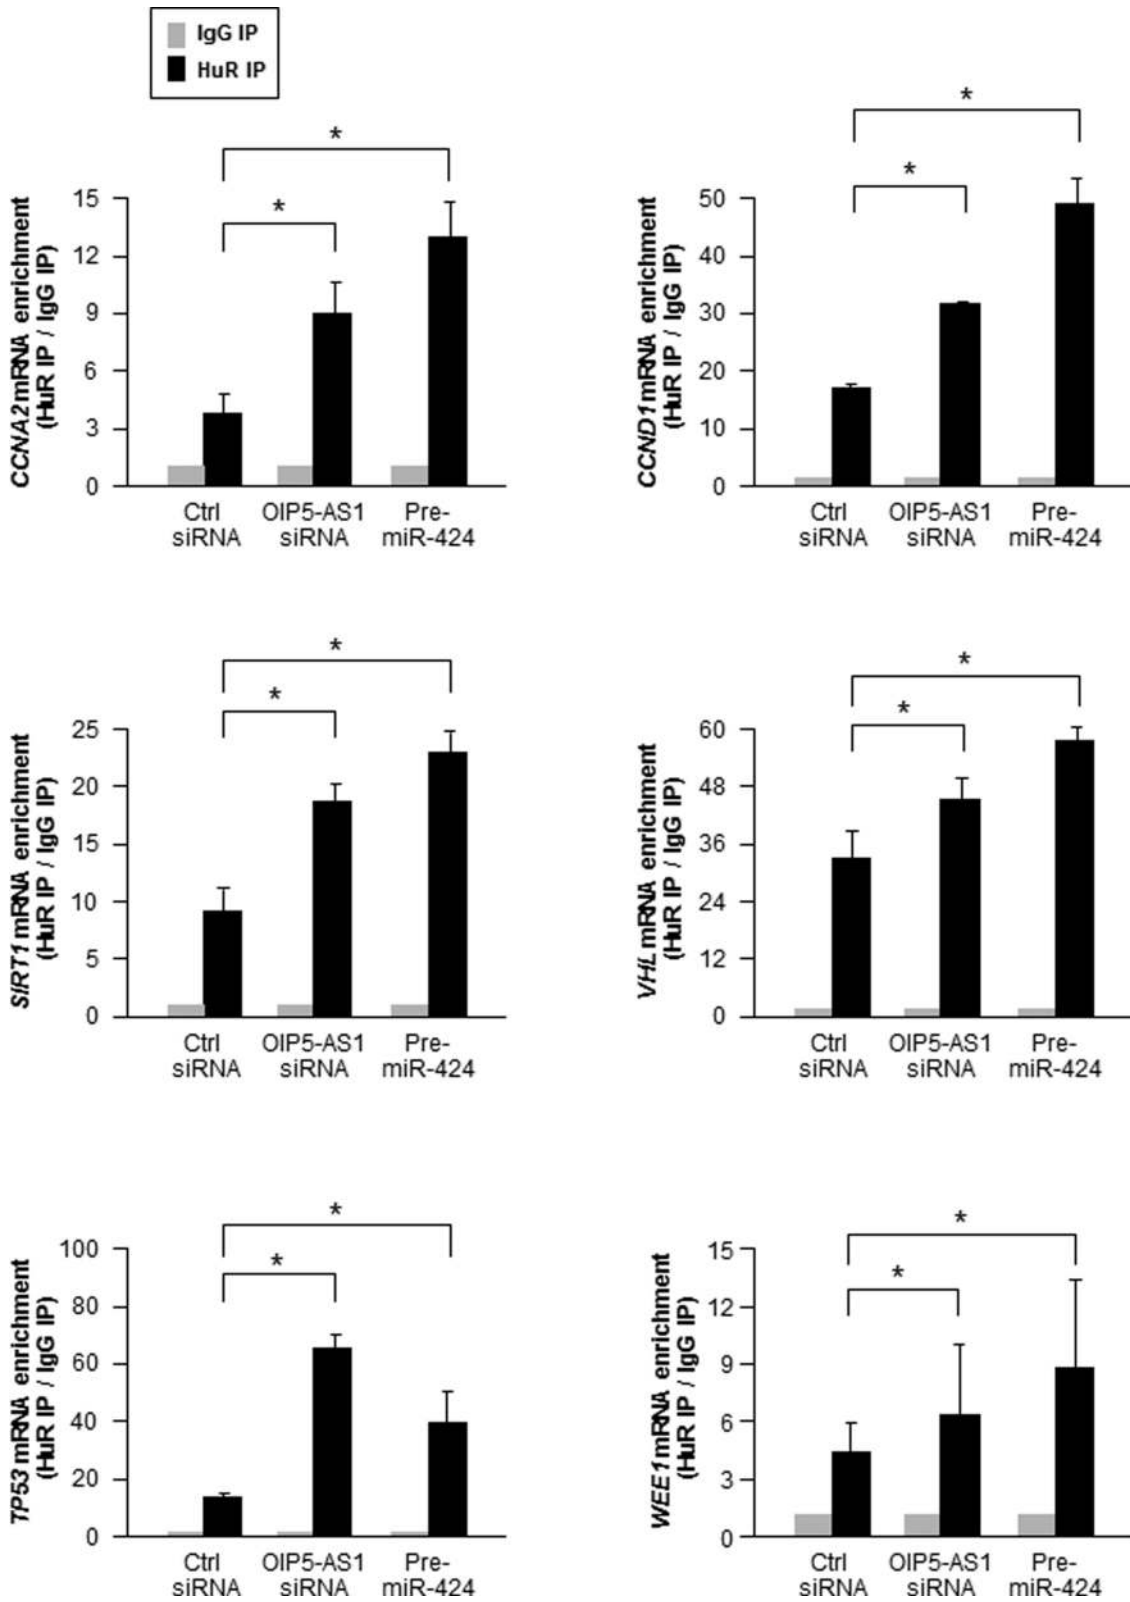 IgG IP
HuR IP
*
*
CCNA2 mRNA enrichment
(HuR IP / IgG IP)
15
12
9
6
3
0
Ctrl siRNA
OIP5-AS1 siRNA
Pre-miR-424
*
*
CCND1 mRNA enrichment
(HuR IP / IgG IP)
50
40
30
20
10
0
Ctrl siRNA
OIP5-AS1 siRNA
Pre-miR-424
*
*
SIRT1 mRNA enrichment
(HuR IP / IgG IP)
25
20
15
10
5
0
Ctrl siRNA
OIP5-AS1 siRNA
Pre-miR-424
*
*
VHL mRNA enrichment
(HuR IP / IgG IP)
60
48
36
24
12
0
Ctrl siRNA
OIP5-AS1 siRNA
Pre-miR-424
*
*
TP53 mRNA enrichment
(HuR IP / IgG IP)
100
80
60
40
20
0
Ctrl siRNA
OIP5-AS1 siRNA
Pre-miR-424
*
*
WEE1 mRNA enrichment
(HuR IP / IgG IP)
15
12
9
6
3
0
Ctrl siRNA
OIP5-AS1 siRNA
Pre-miR-424